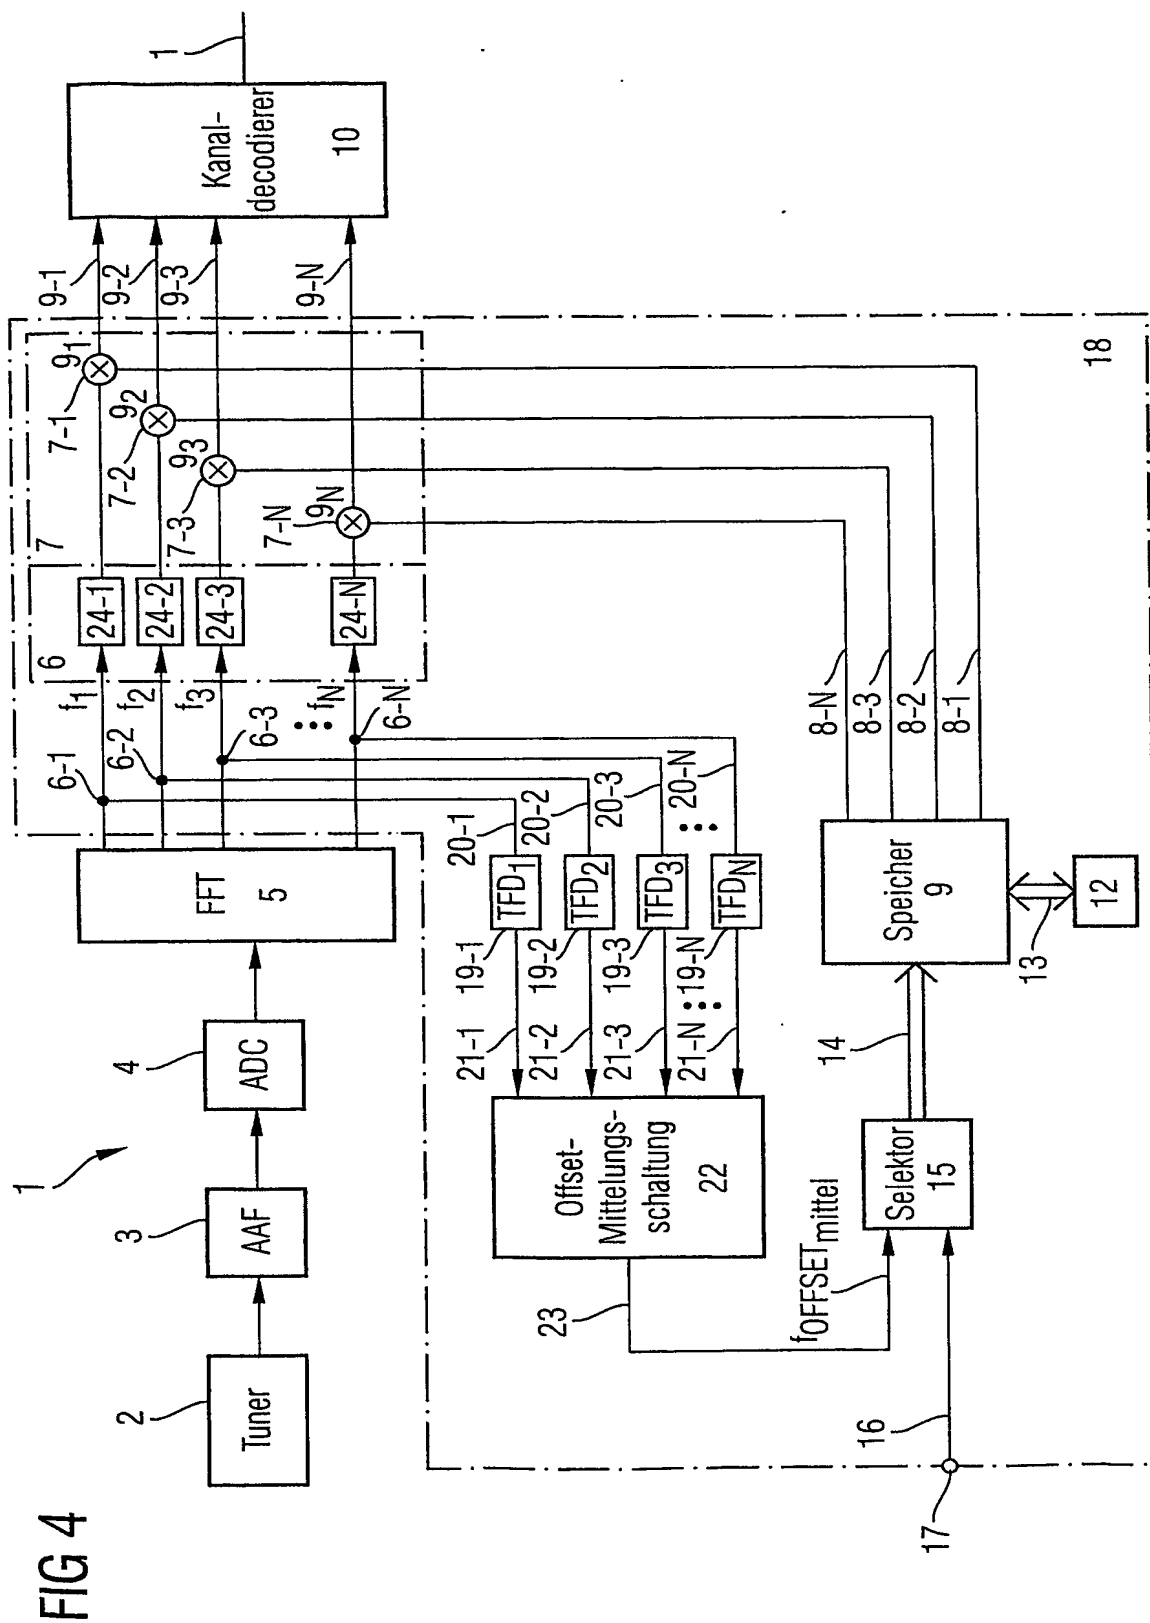 FIG 4
1
2
Tuner
3
AAF
4
ADC
FFT
5
6-1
6-2
6-3
6-N
f1
f2
f3
fN
6
24-1
24-2
24-3
24-N
7
7-1
7-2
7-3
7-N
91
92
93
9N
9-1
9-2
9-3
9-N
Kanal-
decodierer
10
1
20-1
20-2
20-3
20-N
TFD1
TFD2
TFD3
TFDN
19-1
19-2
19-3
19-N
21-1
21-2
21-3
21-N
Offset-
Mittelungs-
schaltung
22
23
fOFFSETmittel
Selektor
15
14
16
17
Speicher
9
13
12
8-N
8-3
8-2
8-1
18